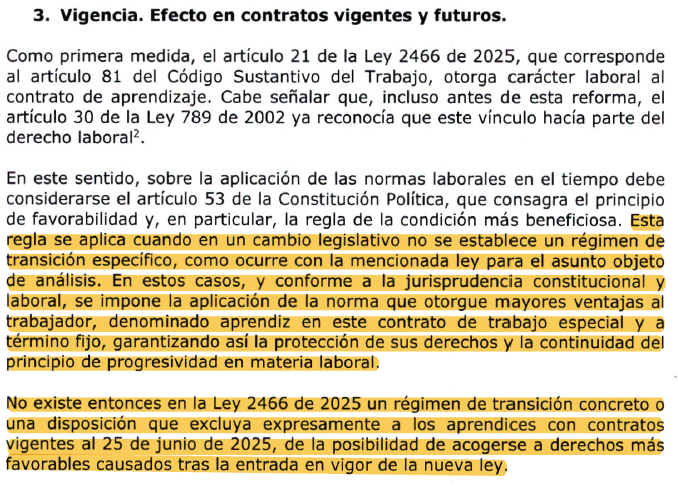 3. Vigencia. Efecto en contratos vigentes y futuros.
Como primera medida, el artículo 21 de la Ley 2466 de 2025, que corresponde
al artículo 81 del Código Sustantivo del Trabajo, otorga carácter laboral al
contrato de aprendizaje. Cabe señalar que, incluso antes de esta reforma, el
artículo 30 de la Ley 789 de 2002 ya reconocía que este vínculo hacía parte del
derecho laboral².
En este sentido, sobre la aplicación de las normas laborales en el tiempo debe
considerarse el artículo 53 de la Constitución Política, que consagra el principio
de favorabilidad y, en particular, la regla de la condición más beneficiosa. Esta
regla se aplica cuando en un cambio legislativo no se establece un régimen de
transición específico, como ocurre con la mencionada ley para el asunto objeto
de análisis. En estos casos, y conforme a la jurisprudencia constitucional y
laboral, se impone la aplicación de la norma que otorgue mayores ventajas al
trabajador, denominado aprendiz en este contrato de trabajo especial y a
término fijo, garantizando así la protección de sus derechos y la continuidad del
principio de progresividad en materia laboral.
No existe entonces en la Ley 2466 de 2025 un régimen de transición concreto o
una disposición que excluya expresamente a los aprendices con contratos
vigentes al 25 de junio de 2025, de la posibilidad de acogerse a derechos más
favorables causados tras la entrada en vigor de la nueva ley.